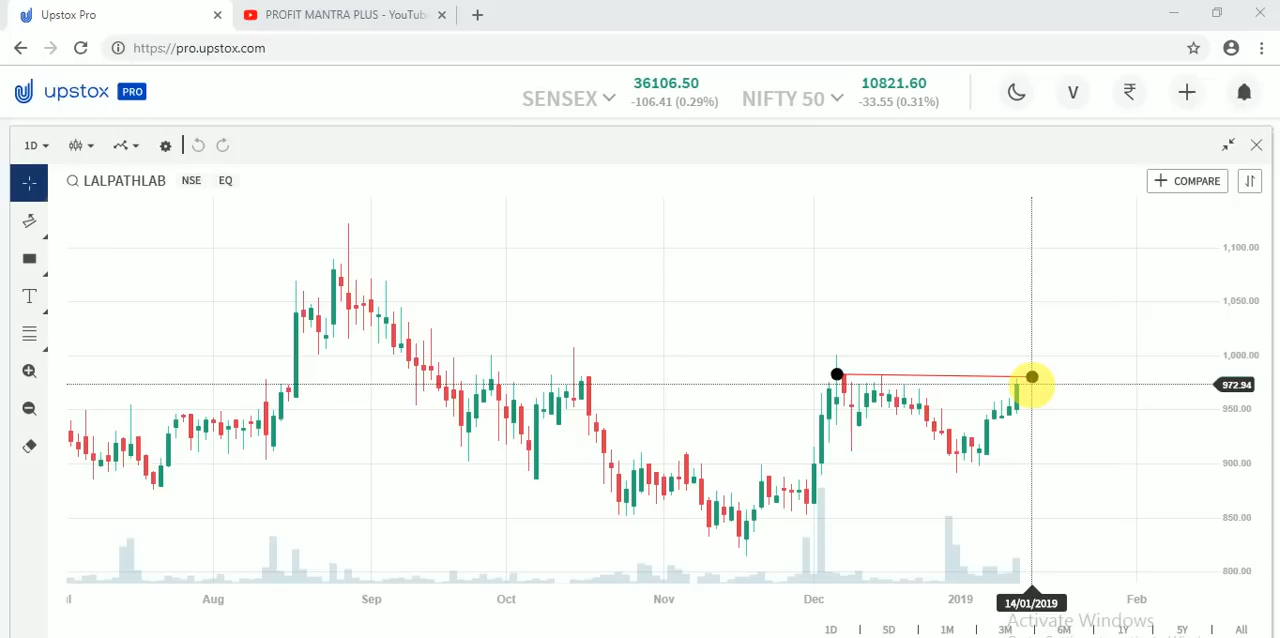 Upstox Pro
PROFIT MANTRA PLUS - YouTub
https://pro.upstox.com
upstox PRO
SENSEX 36106.50 -106.41 (0.29%)
NIFTY 50 10821.60 -33.55 (0.31%)
V
1D
LALPATHLAB NSE EQ
COMPARE
T
1,100.00
1,050.00
1,000.00
972.94
950.00
900.00
850.00
800.00
ul Aug Sep Oct Nov Dec 2019 Feb
14/01/2019
Activate Windows
1D 5D 1M 3M 6M 1Y 5Y All